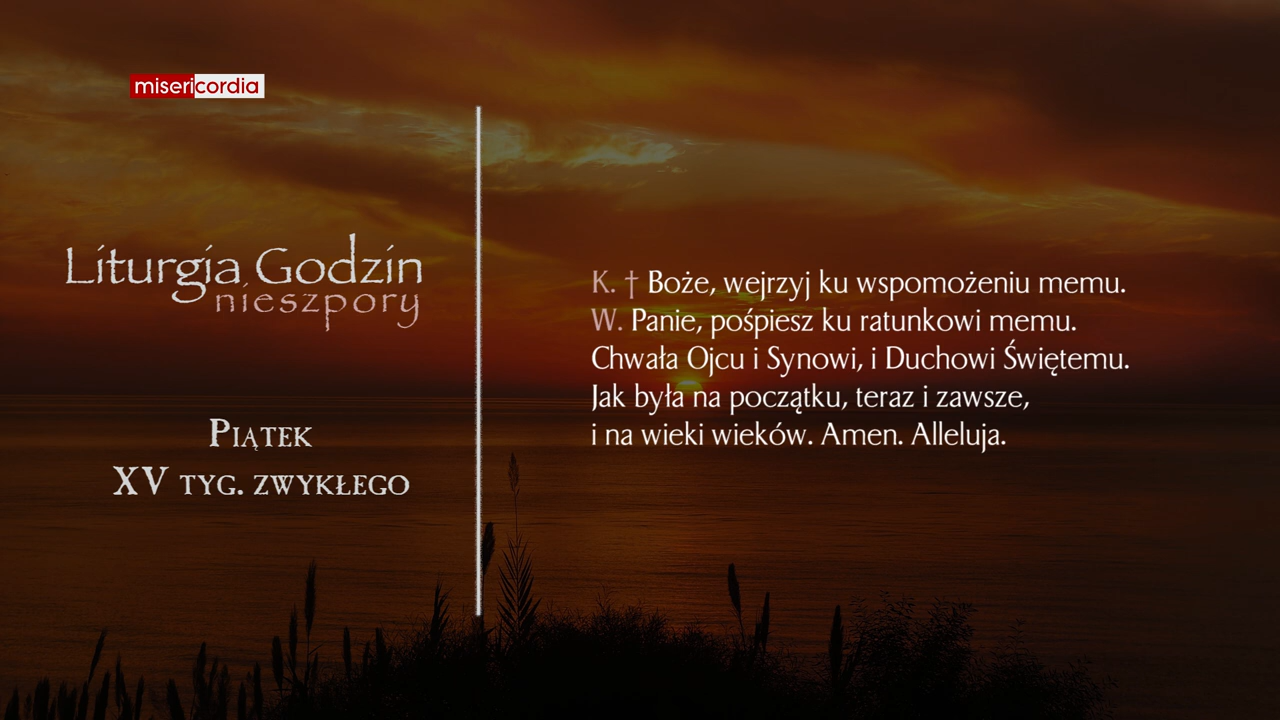 misericordia
Liturgia Godzin
nieszpory
Piątek
XV tyg. zwykłego
K. † Boże, wejrzyj ku wspomożeniu memu.
W. Panie, pośpiesz ku ratunkowi memu.
Chwała Ojcu i Synowi, i Duchowi Świętemu.
Jak była na początku, teraz i zawsze,
i na wieki wieków. Amen. Alleluja.